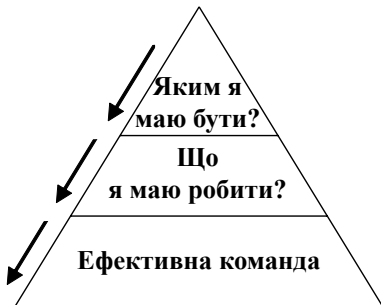 Яким я
маю бути?
Що
я маю робити?
Ефективна команда